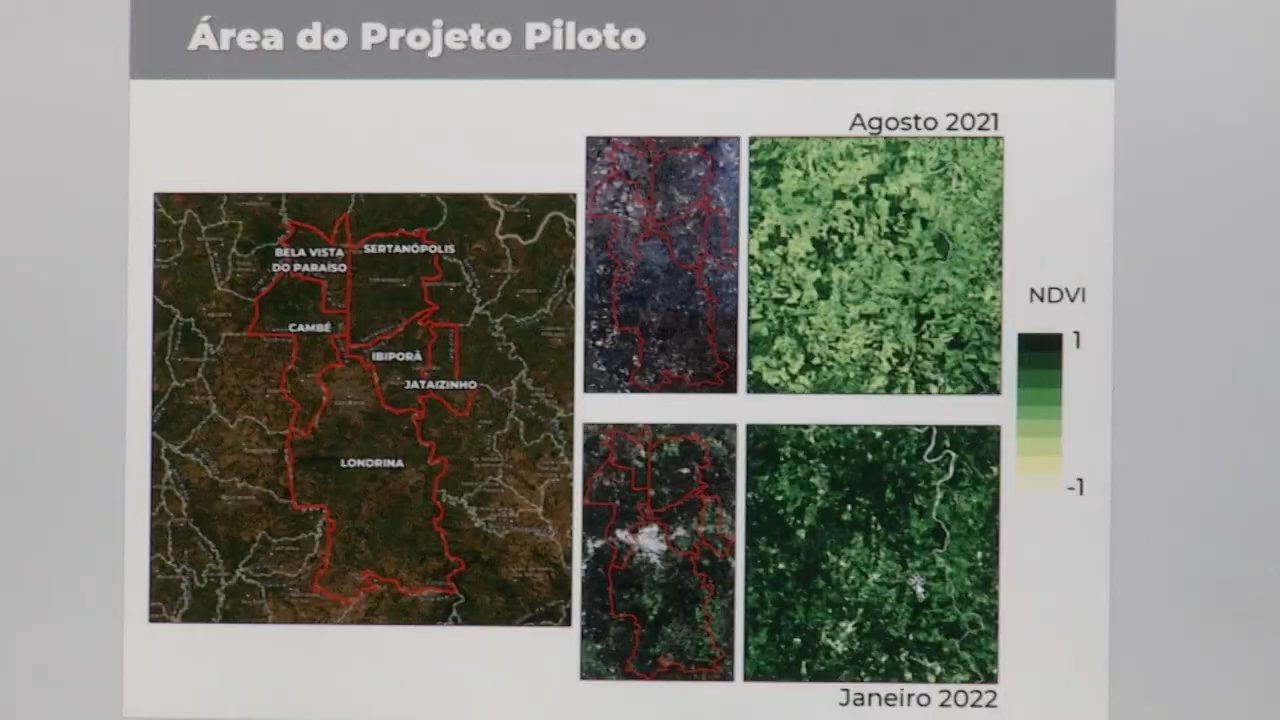 Área do Projeto Piloto
Agosto 2021
BELA VISTA
DO PARAÍSO
SERTANÓPOLIS
CAMBÉ
IBIPORÃ
JATAIZINHO
LONDRINA
NDVI
1
-1
Janeiro 2022